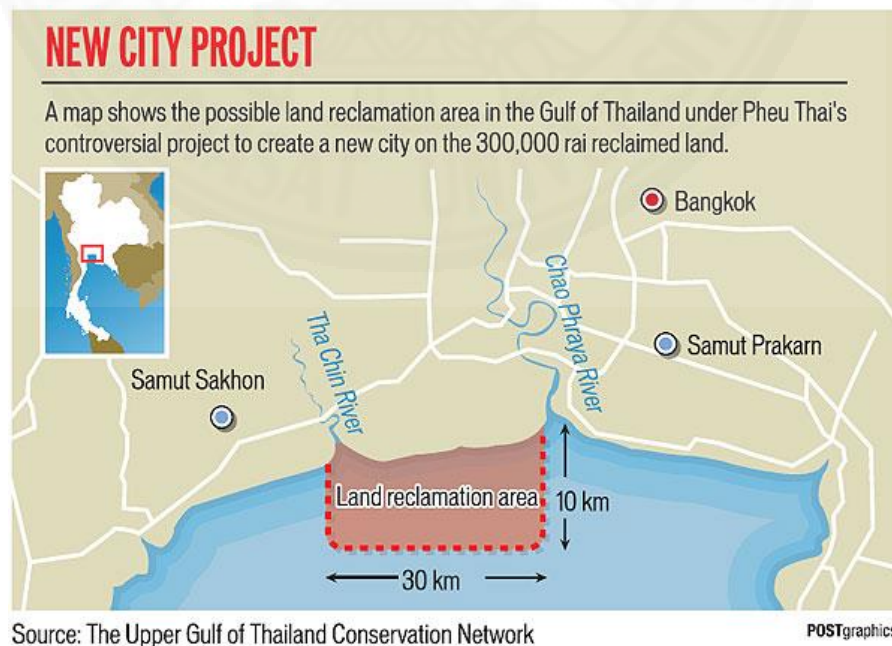 NEW CITY PROJECT
A map shows the possible land reclamation area in the Gulf of Thailand under Pheu Thai's
controversial project to create a new city on the 300,000 rai reclaimed land.
Bangkok
Chao Phraya River
Tha Chin River
Samut Prakarn
Samut Sakhon
Land reclamation area
10 km
30 km
Source: The Upper Gulf of Thailand Conservation Network
POSTgraphics